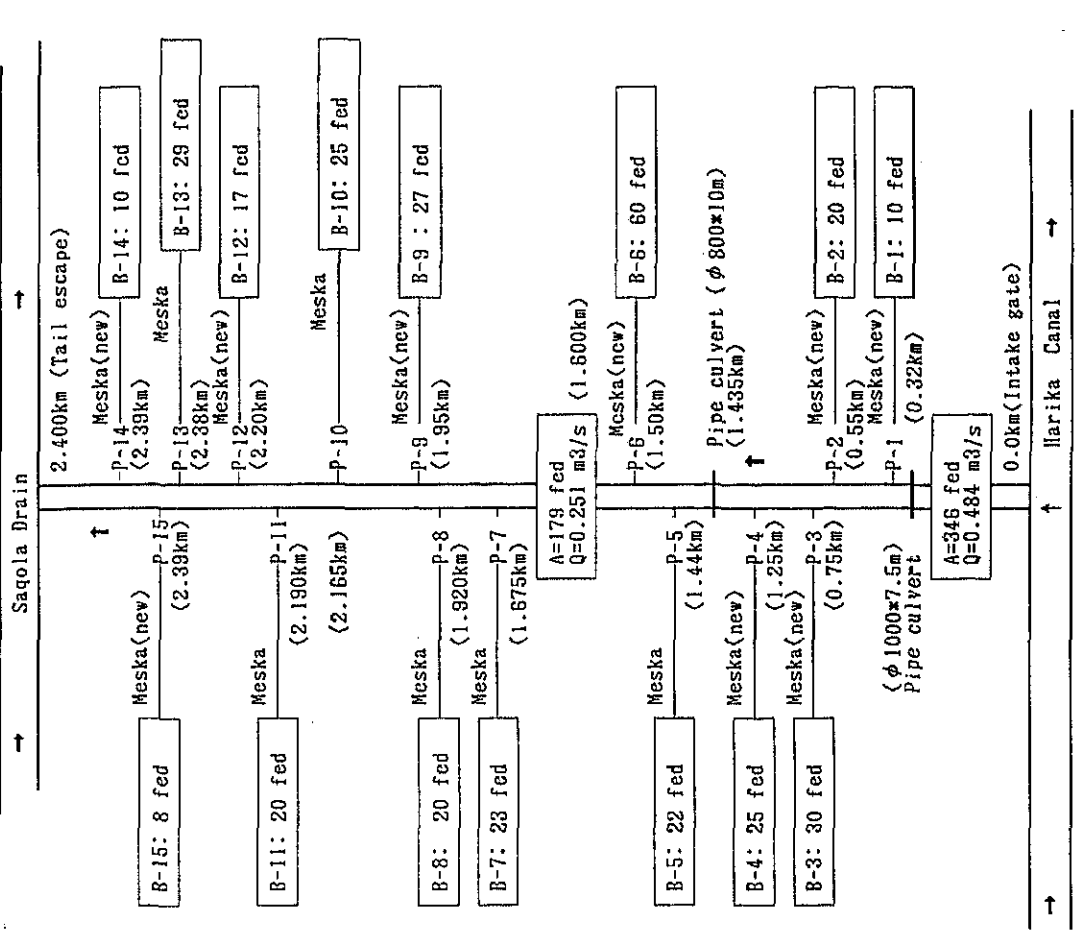 Saqola Drain
→
→
2.400km (Tail escape)
Meska(new)
P-14
(2.39km)
B-14: 10 fed
Meska
P-13
(2.38km)
B-13: 29 fed
Meska(new)
P-12
(2.20km)
B-12: 17 fed
Meska
P-10
B-10: 25 fed
Meska(new)
P-9
(1.95km)
B-9 : 27 fed
(1.600km)
Meska(new)
P-6
(1.50km)
B-6: 60 fed
Pipe culvert (φ800*10m)
(1.435km)
Meska(new)
P-2
(0.55km)
B-2: 20 fed
Meska(new)
P-1
(0.32km)
B-1: 10 fed
0.0km(Intake gate)
Harika Canal
→
→
B-15: 8 fed
Meska(new)
P-15
(2.39km)
B-11: 20 fed
Meska
P-11
(2.190km)
(2.165km)
B-8: 20 fed
Meska
P-8
(1.920km)
B-7: 23 fed
Meska
P-7
(1.675km)
A=179 fed
Q=0.251 m3/s
B-5: 22 fed
Meska
P-5
(1.44km)
B-4: 25 fed
Meska(new)
P-4
(1.25km)
B-3: 30 fed
Meska(new)
P-3
(0.75km)
(φ1000*7.5m)
Pipe culvert
A=346 fed
Q=0.484 m3/s